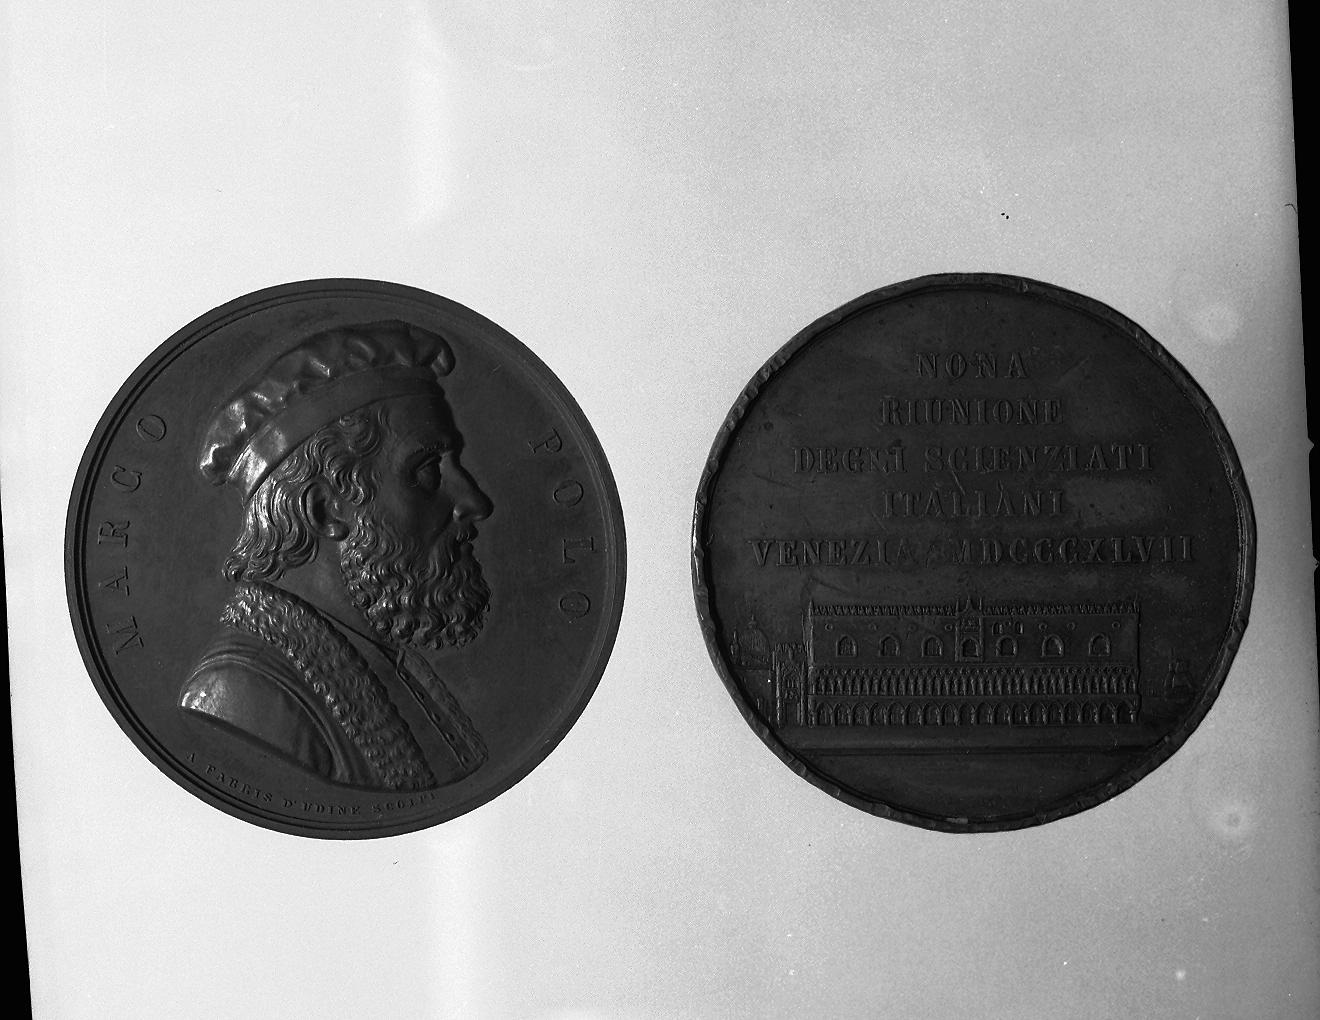 MARCO POLO
A FABRIS D'UDINE SCOLPI
NONA
RIUNIONE
DEGLI SCIENZIATI
ITALIANI
VENEZIA MDCCCXLVII